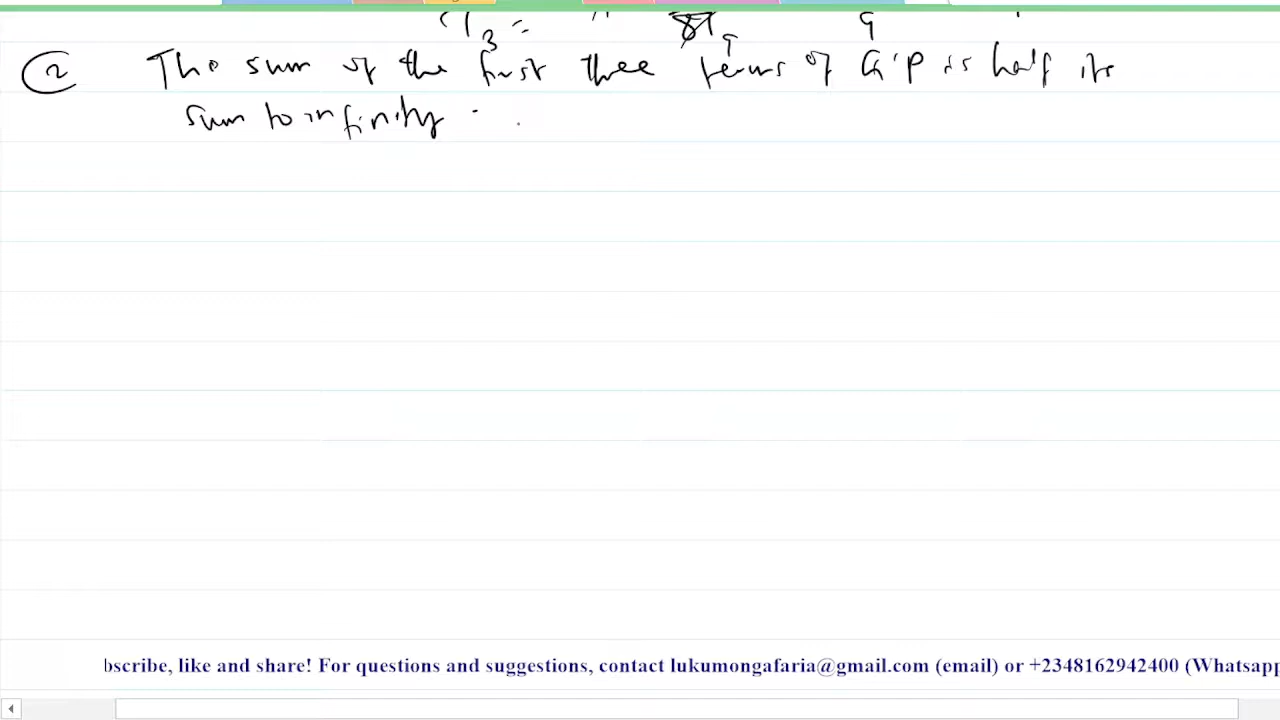 ② The sum of the first three terms of G.P is half its
sum to infinity.
bscribe, like and share! For questions and suggestions, contact lukumongafaria@gmail.com (email) or +2348162942400 (Whatsapp